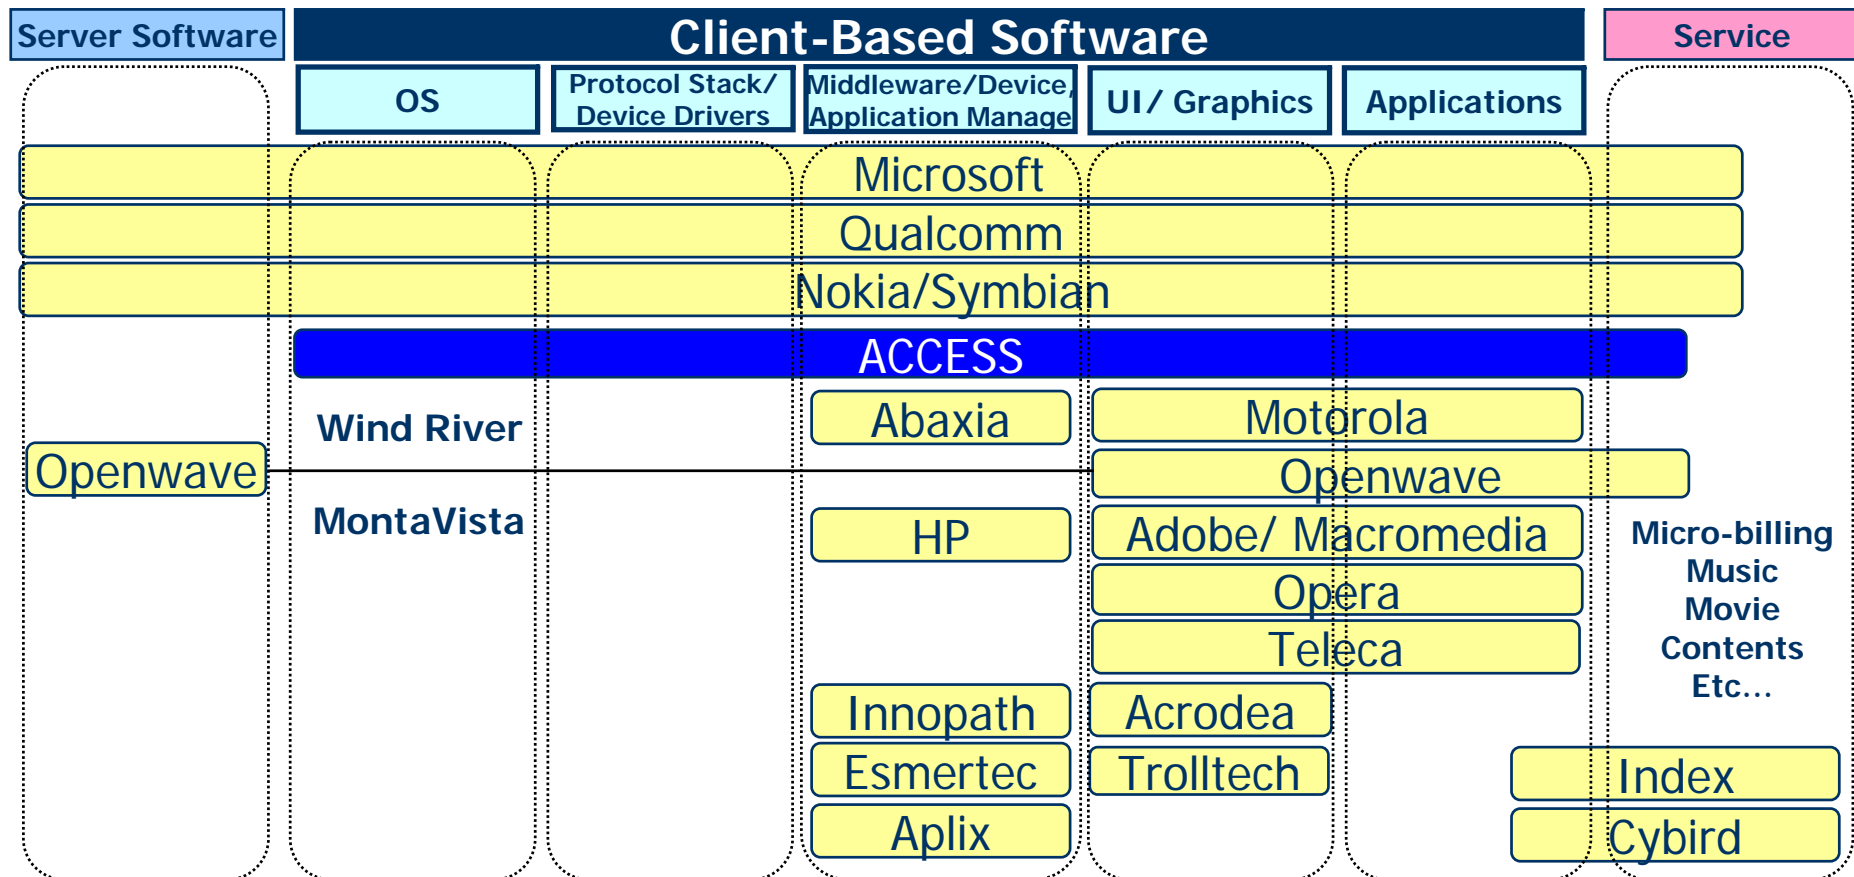 Server Software
Client-Based Software
Service
OS
Protocol Stack/
Device Drivers
Middleware/Device,
Application Manage
UI/ Graphics
Applications
Microsoft
Qualcomm
Nokia/Symbian
ACCESS
Wind River
Abaxia
Motorola
Openwave
Openwave
MontaVista
HP
Adobe/ Macromedia
Opera
Teleca
Micro-billing
Music
Movie
Contents
Etc...
Innopath
Acrodea
Esmertec
Trolltech
Index
Aplix
Cybird